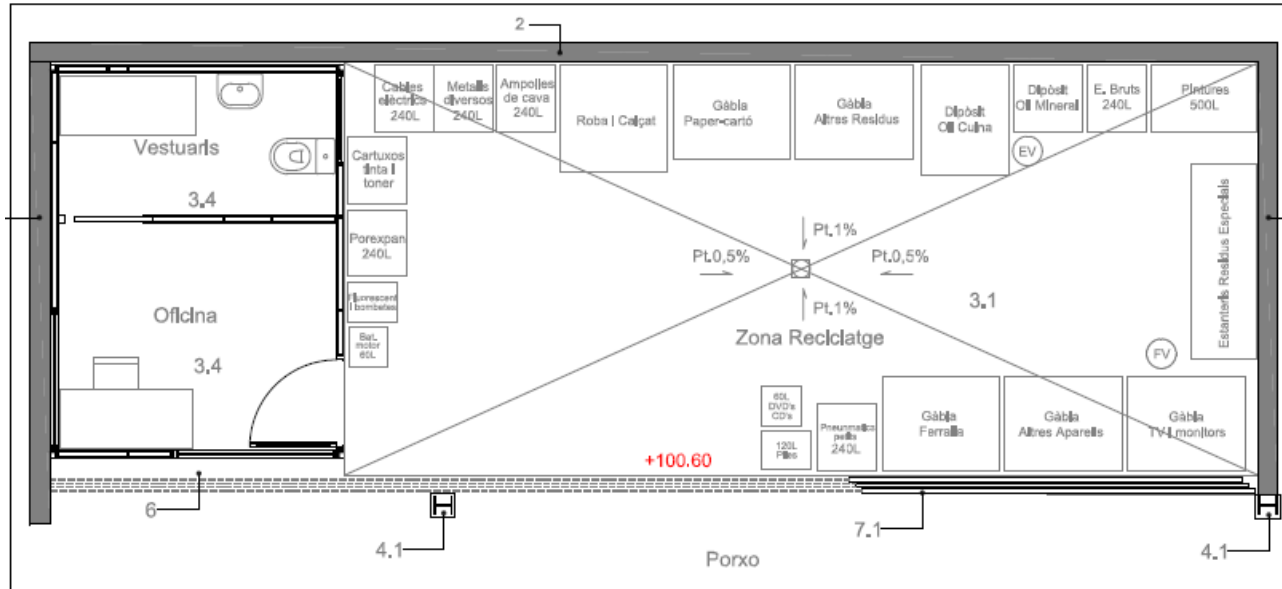 2
Cables
elèctrics
240L
Metalls
diversos
240L
Ampolles
de cava
240L
Roba i Calçat
Gàbia
Paper-cartó
Gàbia
Altres Residus
Dipòsit
Oli Cuina
Dipòsit
Oli Mineral
E. Bruts
240L
Pintures
500L
EV
Vestuaris
3.4
Cartuxos
tinta i
toner
Porexpan
240L
Fluorescent
i bombetes
Bat.
motor
60L
Oficina
3.4
Pt.1%
Pt.0,5%
Pt.0,5%
Pt.1%
3.1
Zona Reciclatge
Estanteris Residus Especials
FV
60L
DVD's
CD's
120L
Piles
Pneumatics
petits
240L
Gàbia
Ferralla
Gàbia
Altres Aparells
Gàbia
TV i monitors
+100.60
6
4.1
7.1
4.1
Porxo